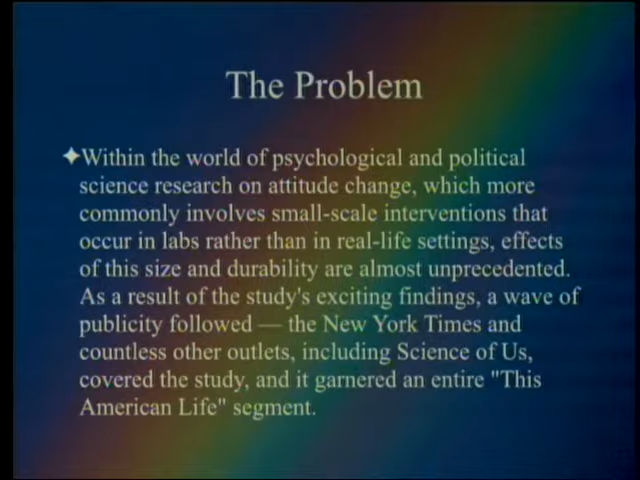 The Problem
✦Within the world of psychological and political
science research on attitude change, which more
commonly involves small-scale interventions that
occur in labs rather than in real-life settings, effects
of this size and durability are almost unprecedented.
As a result of the study's exciting findings, a wave of
publicity followed — the New York Times and
countless other outlets, including Science of Us,
covered the study, and it garnered an entire "This
American Life" segment.